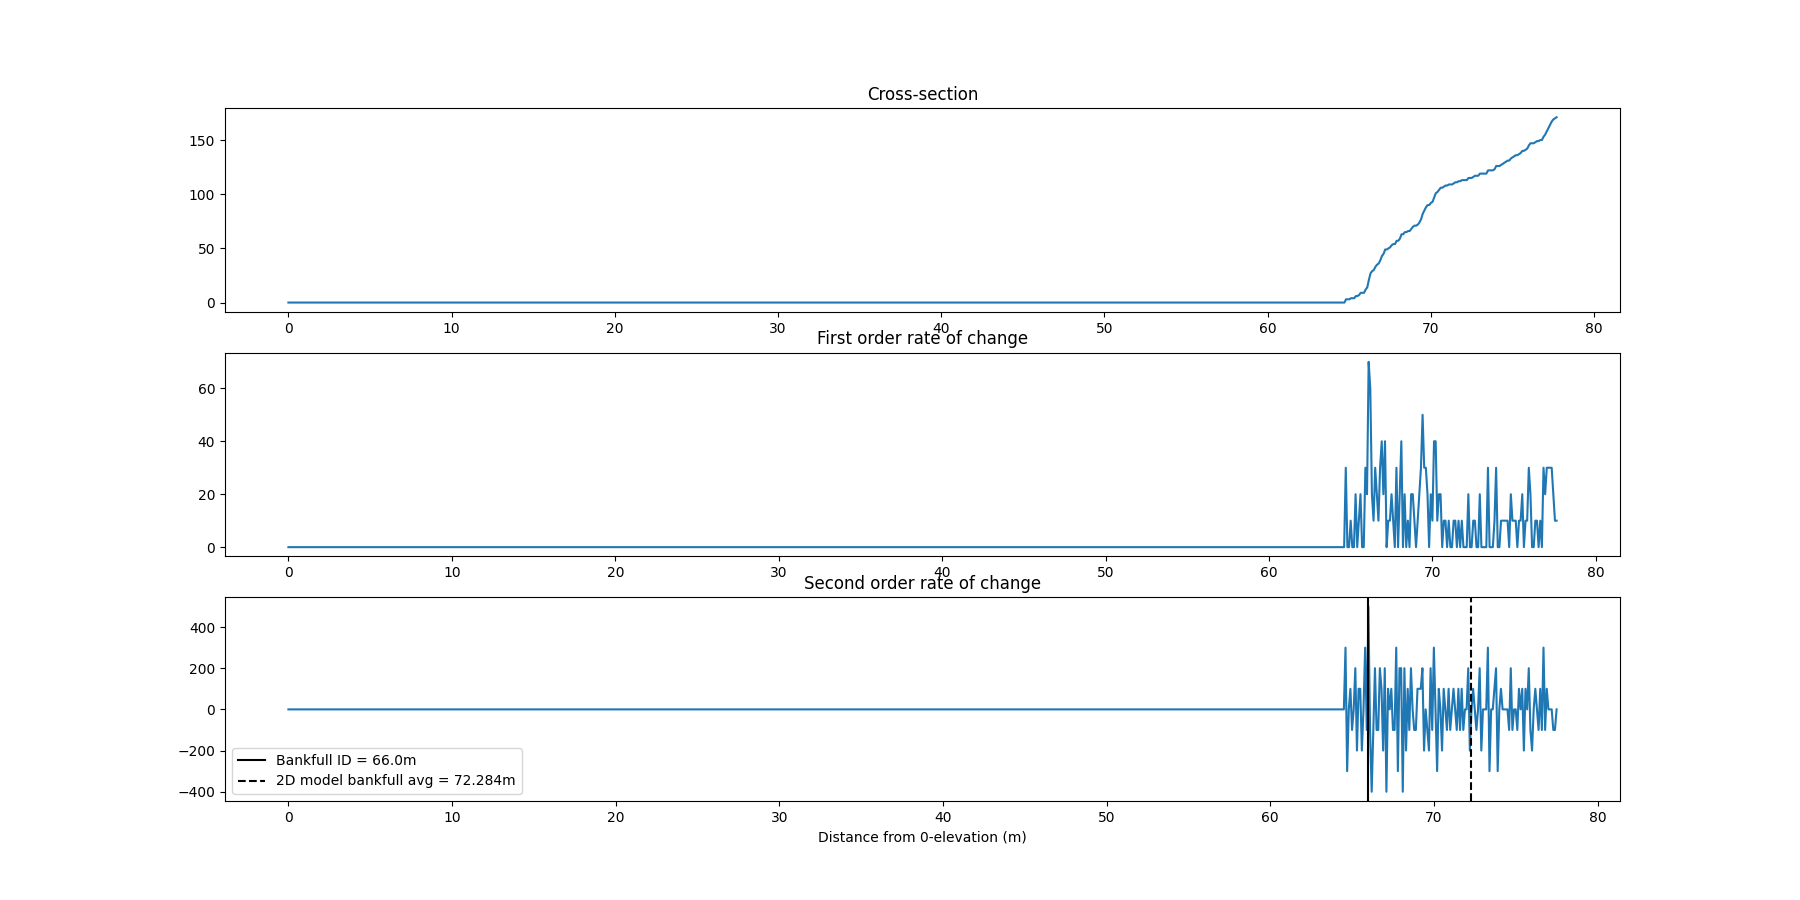 Cross-section
150
100
50
0
0 10 20 30 40 50 60 70 80
First order rate of change
60
40
20
0
0 10 20 30 40 50 60 70 80
Second order rate of change
400
200
0
−200
−400
Bankfull ID = 66.0m
2D model bankfull avg = 72.284m
0 10 20 30 40 50 60 70 80
Distance from 0-elevation (m)